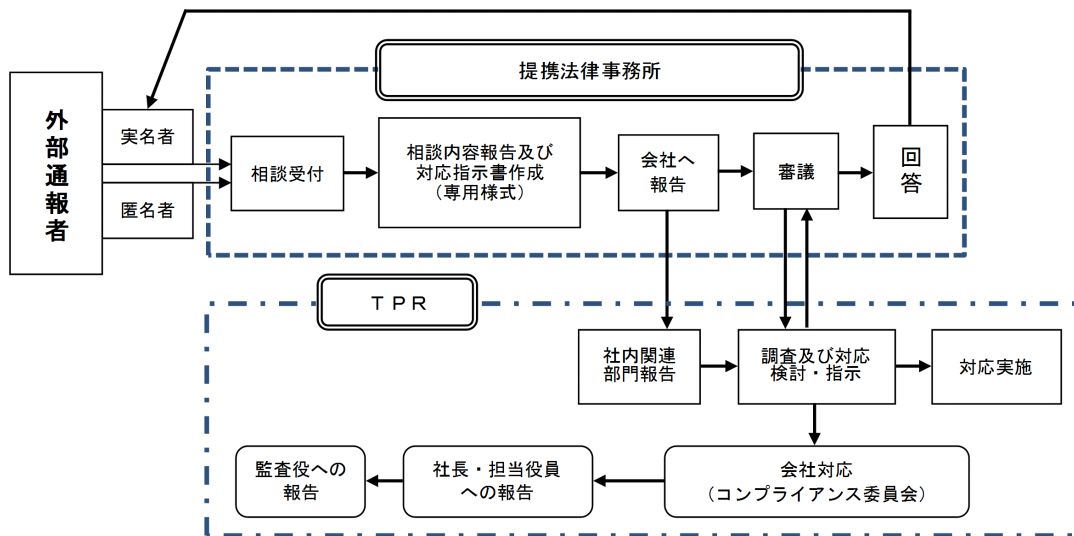 提携法律事務所
外部通報者
実名者
匿名者
相談受付
相談内容報告及び
対応指示書作成
（専用様式）
会社へ
報告
審議
回答
ＴＰＲ
社内関連
部門報告
調査及び対応
検討・指示
対応実施
監査役への
報告
社長・担当役員
への報告
会社対応
（コンプライアンス委員会）